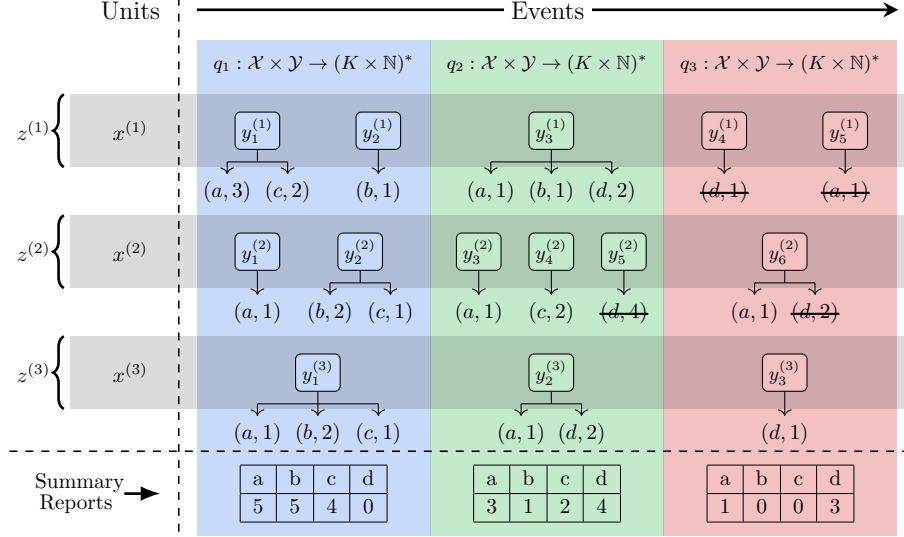 Units Events
q₁ : 𝒳 × 𝒴 → (K × ℕ)* q₂ : 𝒳 × 𝒴 → (K × ℕ)* q₃ : 𝒳 × 𝒴 → (K × ℕ)*
z⁽¹⁾ x⁽¹⁾ y₁⁽¹⁾ y₂⁽¹⁾ y₃⁽¹⁾ y₄⁽¹⁾ y₅⁽¹⁾
(a, 3) (c, 2) (b, 1) (a, 1) (b, 1) (d, 2) (d, 1) (a, 1)
z⁽²⁾ x⁽²⁾ y₁⁽²⁾ y₂⁽²⁾ y₃⁽²⁾ y₄⁽²⁾ y₅⁽²⁾ y₆⁽²⁾
(a, 1) (b, 2) (c, 1) (a, 1) (c, 2) (d, 4) (a, 1) (d, 2)
z⁽³⁾ x⁽³⁾ y₁⁽³⁾ y₂⁽³⁾ y₃⁽³⁾
(a, 1) (b, 2) (c, 1) (a, 1) (d, 2) (d, 1)
Summary
Reports
a b c d a b c d a b c d
5 5 4 0 3 1 2 4 1 0 0 3